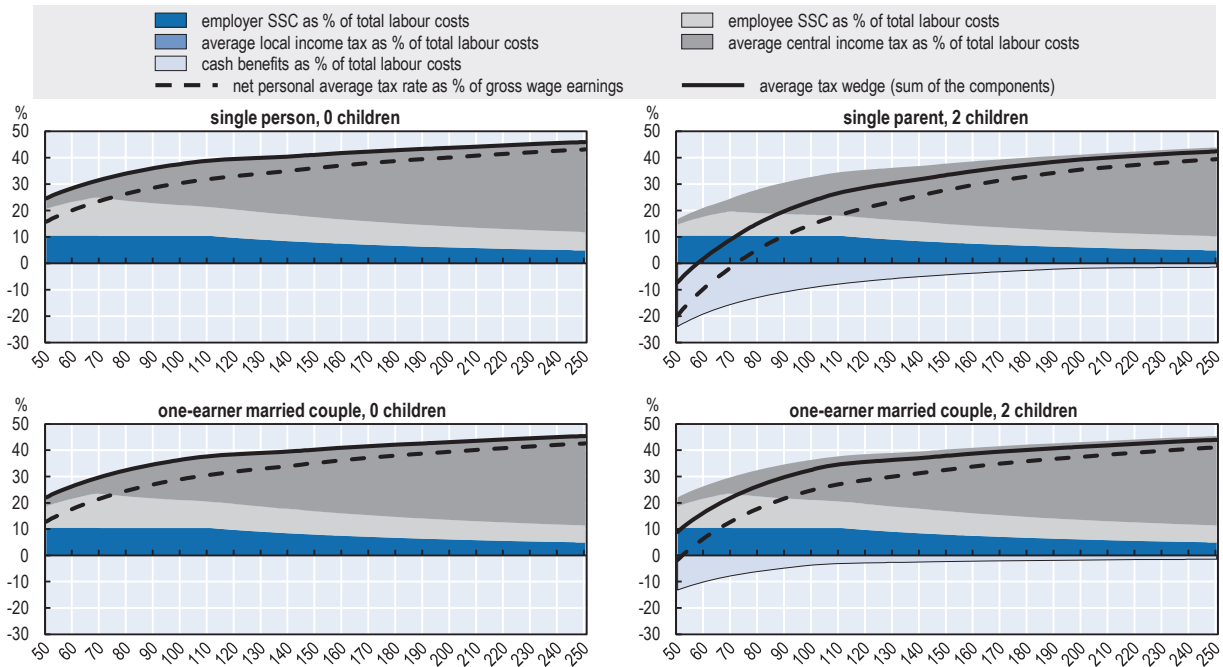 employer SSC as % of total labour costs
employee SSC as % of total labour costs
average local income tax as % of total labour costs
average central income tax as % of total labour costs
cash benefits as % of total labour costs
net personal average tax rate as % of gross wage earnings
average tax wedge (sum of the components)
%
single person, 0 children
50
40
30
20
10
0
-10
-20
-30
50 60 70 80 90 100 110 120 130 140 150 160 170 180 190 200 210 220 230 240 250
%
single parent, 2 children
50
40
30
20
10
0
-10
-20
-30
50 60 70 80 90 100 110 120 130 140 150 160 170 180 190 200 210 220 230 240 250
%
one-earner married couple, 0 children
50
40
30
20
10
0
-10
-20
-30
50 60 70 80 90 100 110 120 130 140 150 160 170 180 190 200 210 220 230 240 250
%
one-earner married couple, 2 children
50
40
30
20
10
0
-10
-20
-30
50 60 70 80 90 100 110 120 130 140 150 160 170 180 190 200 210 220 230 240 250